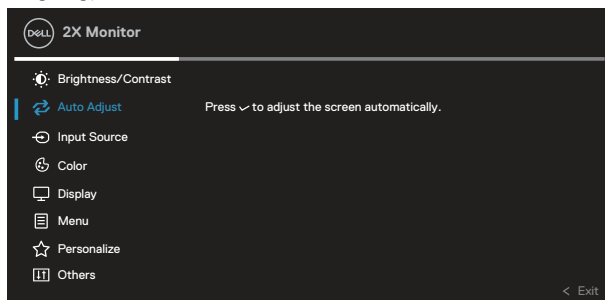 DELL 2X Monitor
Brightness/Contrast
Auto Adjust Press ✓ to adjust the screen automatically.
Input Source
Color
Display
Menu
Personalize
Others
< Exit